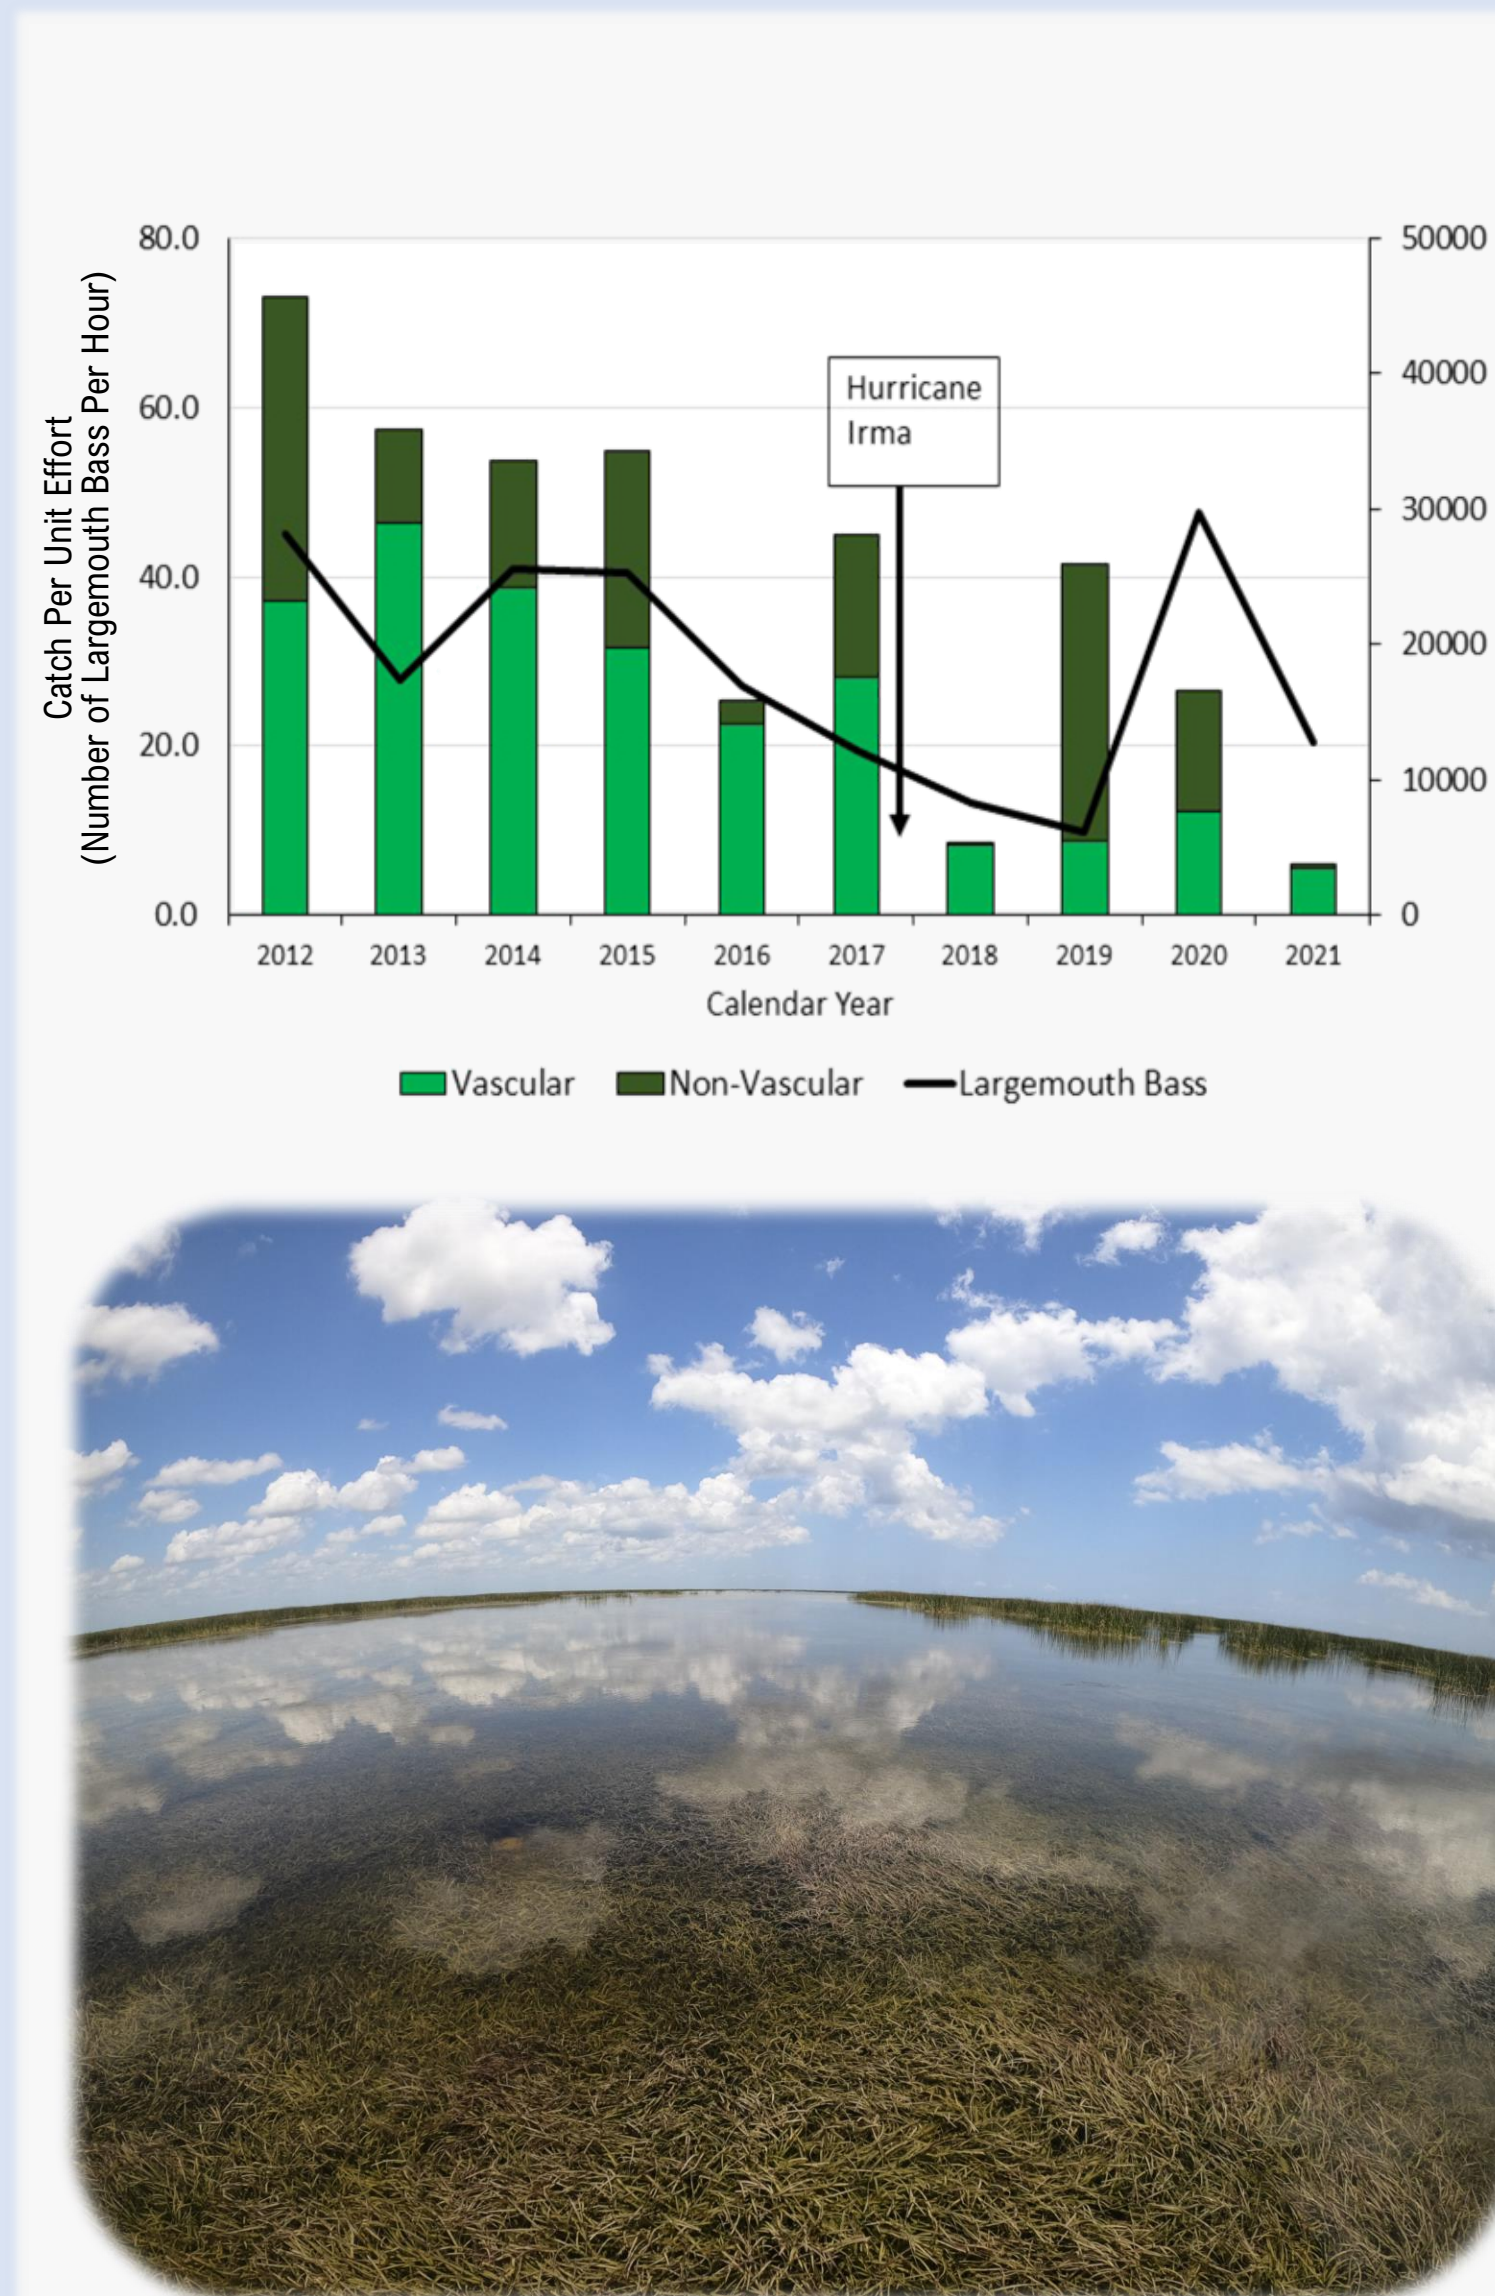 80.0
60.0
40.0
20.0
0.0
Catch Per Unit Effort
(Number of Largemouth Bass Per Hour)
50000
40000
30000
20000
10000
0
Hurricane
Irma
2012 2013 2014 2015 2016 2017 2018 2019 2020 2021
Calendar Year
Vascular Non-Vascular Largemouth Bass